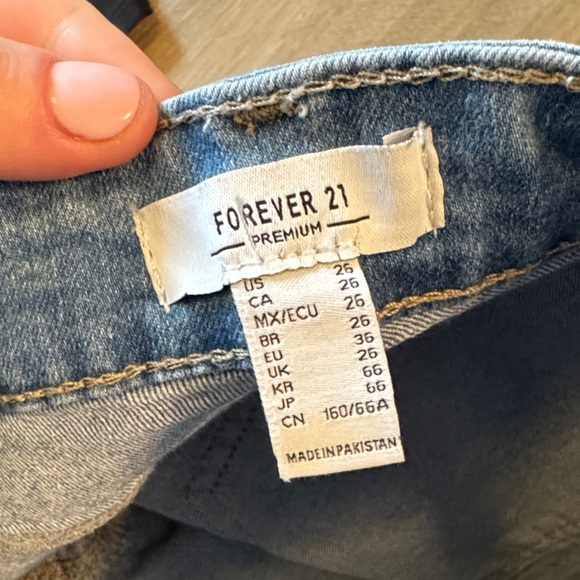 FOREVER 21
PREMIUM
US 26
CA 26
MX/ECU 26
BR 26
EU 36
UK 26
KR 66
JP 66
CN 160/66A
MADE IN PAKISTAN